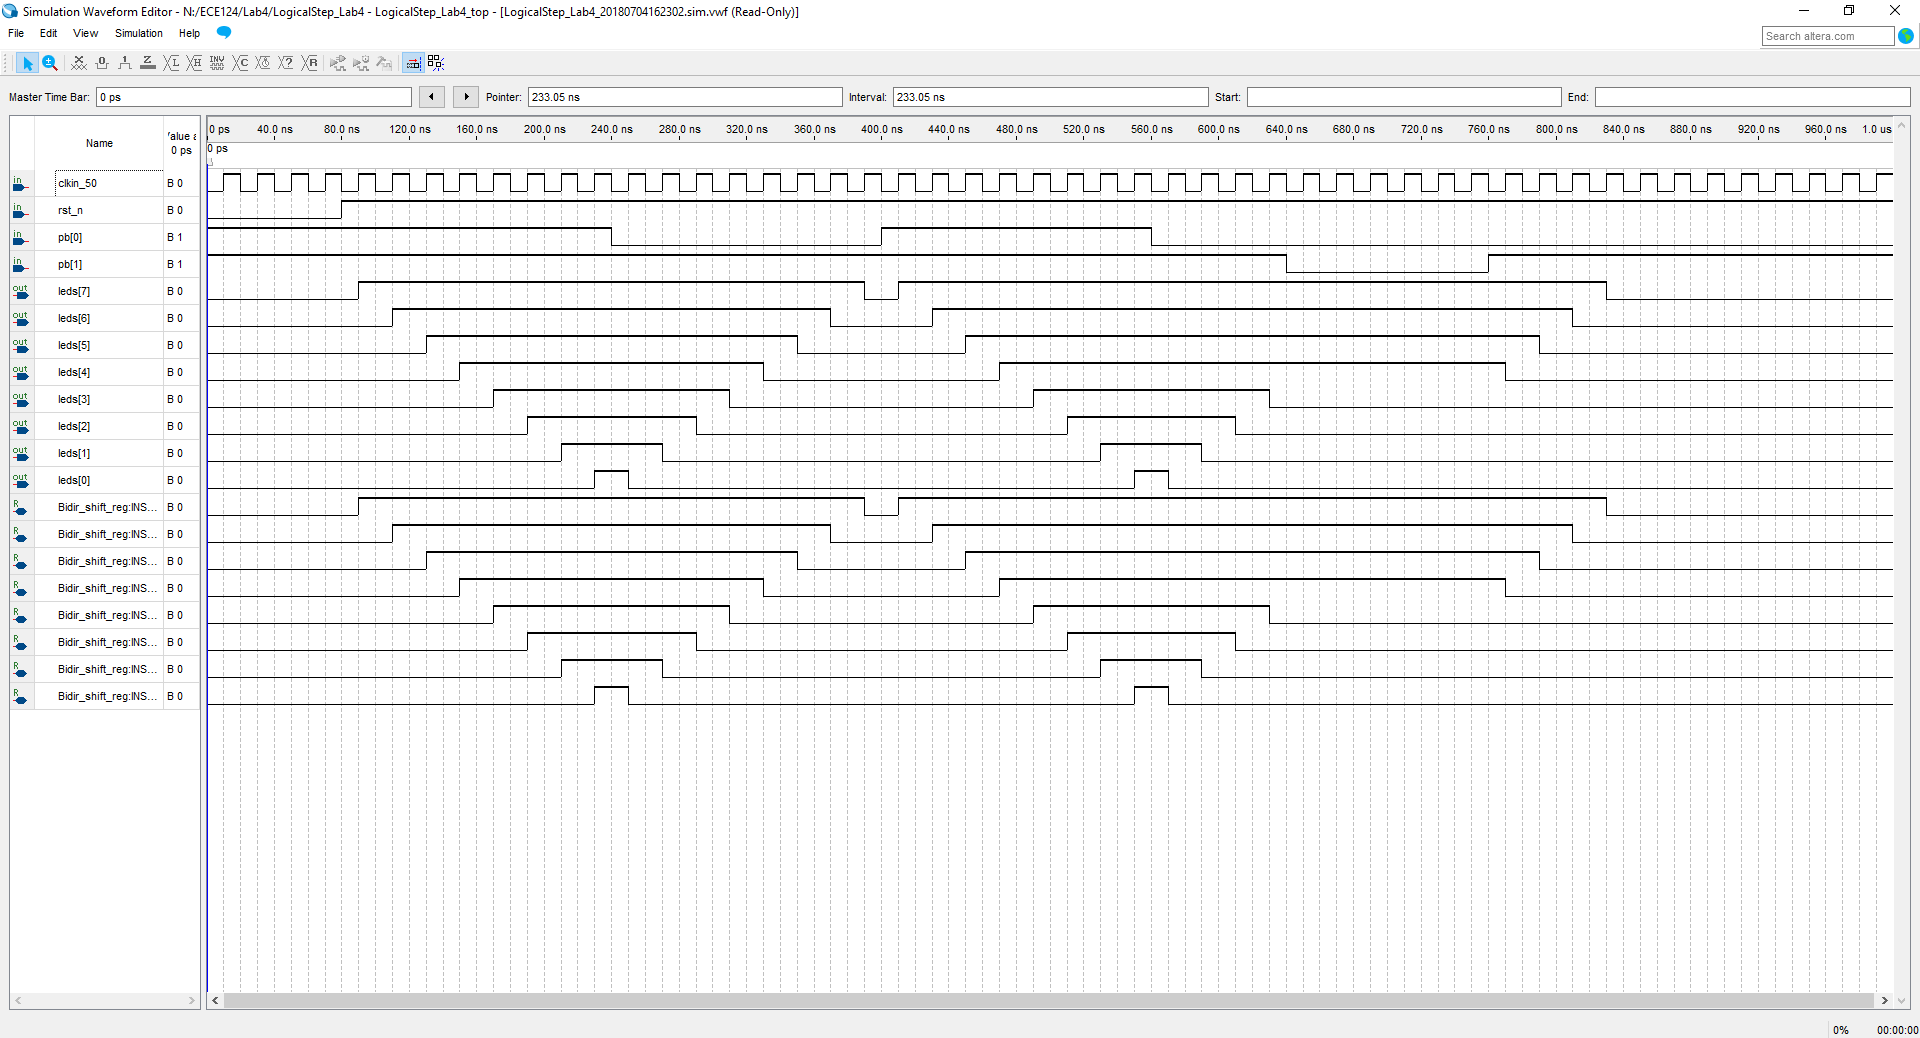 Simulation Waveform Editor - N:/ECE124/Lab4/LogicalStep_Lab4 - LogicalStep_Lab4_top - [LogicalStep_Lab4_20180704162302.sim.vwf (Read-Only)]
File Edit View Simulation Help
Search altera.com
Master Time Bar: 0 ps Pointer: 233.05 ns Interval: 233.05 ns Start: End:
Name
Value a
0 ps
0 ps 40.0 ns 80.0 ns 120.0 ns 160.0 ns 200.0 ns 240.0 ns 280.0 ns 320.0 ns 360.0 ns 400.0 ns 440.0 ns 480.0 ns 520.0 ns 560.0 ns 600.0 ns 640.0 ns 680.0 ns 720.0 ns 760.0 ns 800.0 ns 840.0 ns 880.0 ns 920.0 ns 960.0 ns 1.0 us
0 ps
in clkin_50 B 0
in rst_n B 0
in pb[0] B 1
in pb[1] B 1
out leds[7] B 0
out leds[6] B 0
out leds[5] B 0
out leds[4] B 0
out leds[3] B 0
out leds[2] B 0
out leds[1] B 0
out leds[0] B 0
R Bidir_shift_reg:INS... B 0
R Bidir_shift_reg:INS... B 0
R Bidir_shift_reg:INS... B 0
R Bidir_shift_reg:INS... B 0
R Bidir_shift_reg:INS... B 0
R Bidir_shift_reg:INS... B 0
R Bidir_shift_reg:INS... B 0
R Bidir_shift_reg:INS... B 0
0% 00:00:00